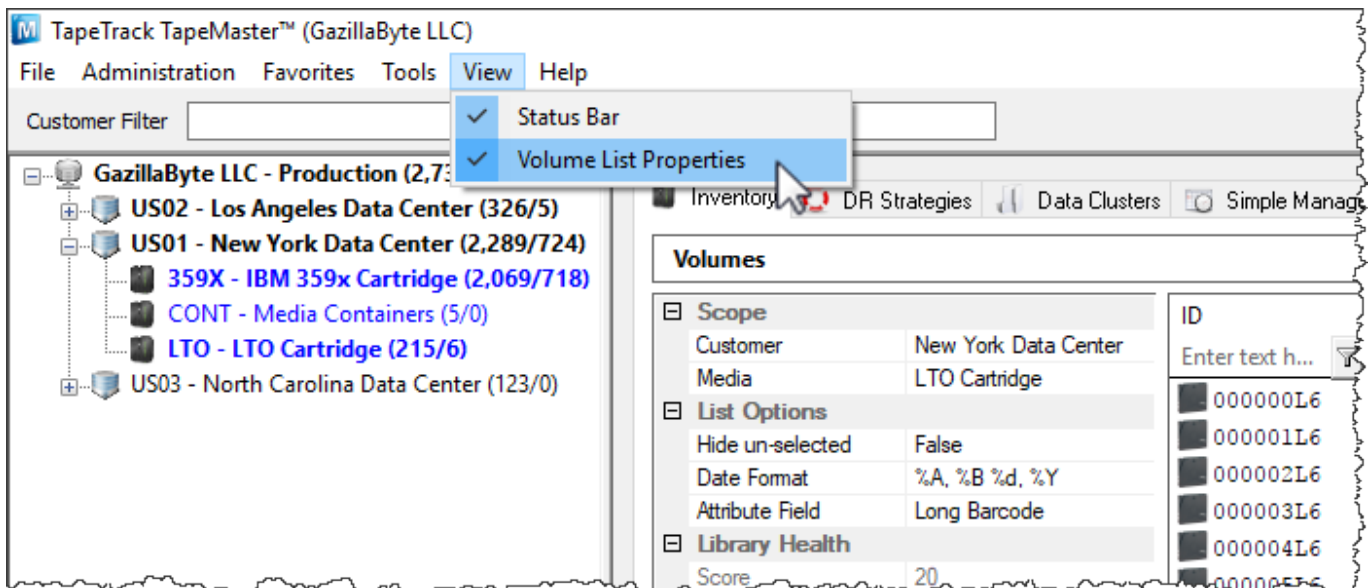 TapeTrack TapeMaster™ (GazillaByte LLC)
File Administration Favorites Tools View Help
Customer Filter
Status Bar
Volume List Properties
GazillaByte LLC - Production (2,73
US02 - Los Angeles Data Center (326/5)
US01 - New York Data Center (2,289/724)
359X - IBM 359x Cartridge (2,069/718)
CONT - Media Containers (5/0)
LTO - LTO Cartridge (215/6)
US03 - North Carolina Data Center (123/0)
Inventory DR Strategies Data Clusters Simple Manag
Volumes
Scope
Customer New York Data Center
Media LTO Cartridge
List Options
Hide un-selected False
Date Format %A, %B %d, %Y
Attribute Field Long Barcode
Library Health
Score 20
ID
Enter text h...
000000L6
000001L6
000002L6
000003L6
000004L6